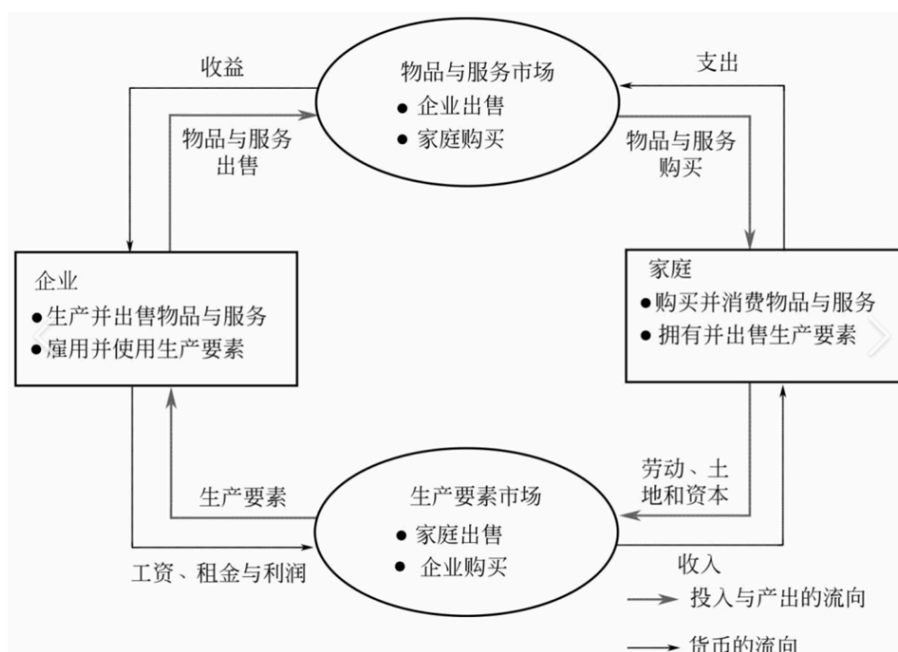 收益
物品与服务市场
● 企业出售
● 家庭购买
支出
物品与服务
出售
物品与服务
购买
企业
●生产并出售物品与服务
●雇用并使用生产要素
家庭
●购买并消费物品与服务
●拥有并出售生产要素
生产要素
生产要素市场
● 家庭出售
● 企业购买
劳动、土
地和资本
工资、租金与利润
收入
投入与产出的流向
货币的流向